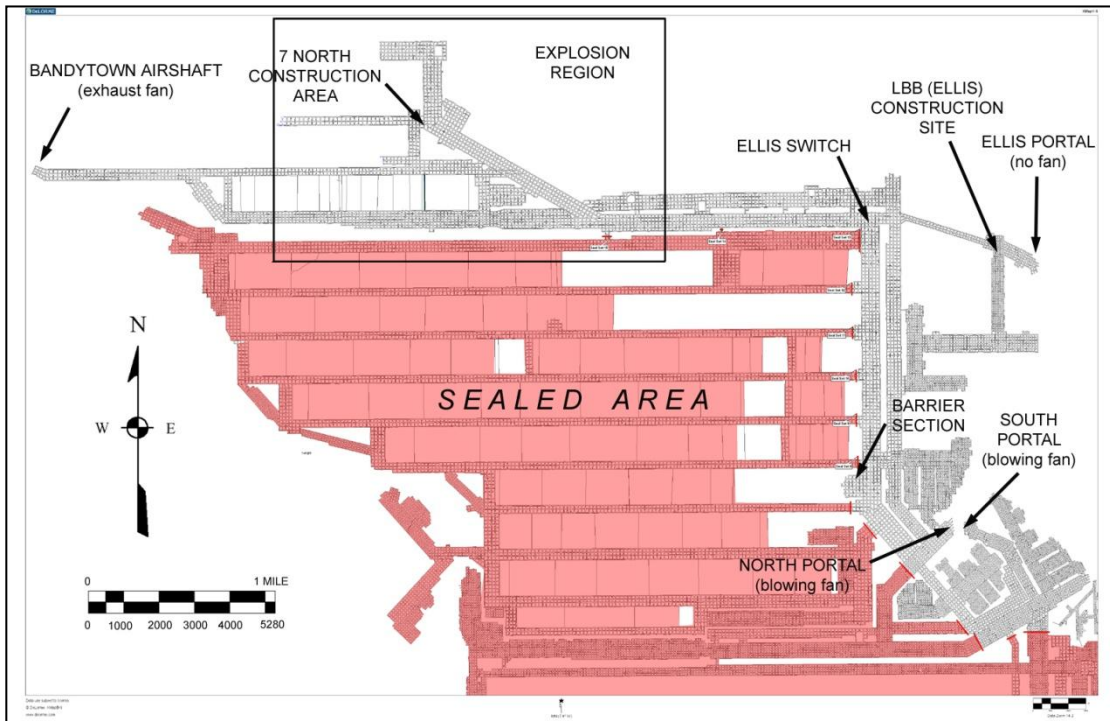 BANDYTOWN AIRSHAFT
(exhaust fan)
7 NORTH
CONSTRUCTION
AREA
EXPLOSION
REGION
LBB (ELLIS)
CONSTRUCTION
SITE
ELLIS PORTAL
(no fan)
ELLIS SWITCH
N
W
E
SEALED AREA
BARRIER
SECTION
SOUTH
PORTAL
(blowing fan)
NORTH PORTAL
(blowing fan)
0
1 MILE
0
1000
2000
3000
4000
5280